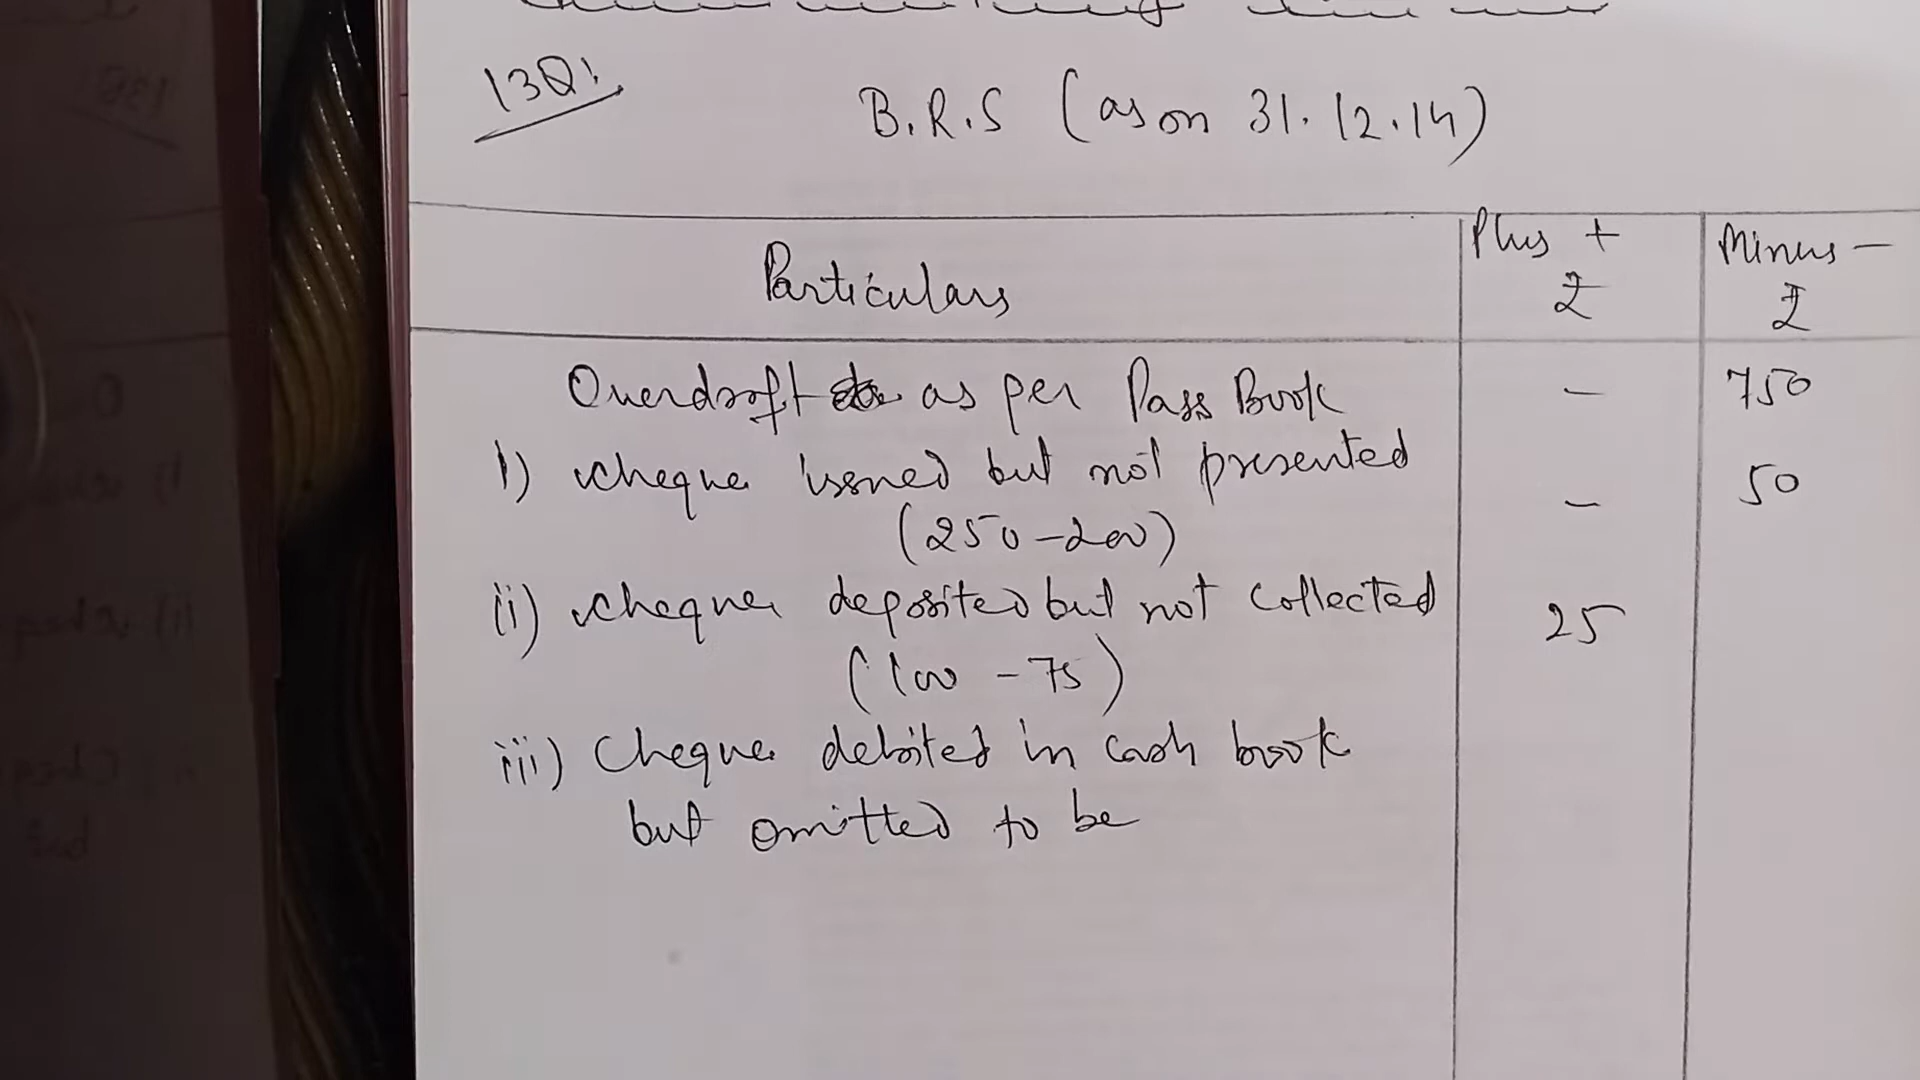 13Q!
B.R.S (as on 31.12.14)
Particulars
Plus +
₹
Minus -
₹
Overdraft as per Pass Book - 750
i) cheque issued but not presented - 50
(250-200)
(ii) cheque deposited but not collected 25
(100 - 75)
iii) Cheque debited in cash book
but omitted to be